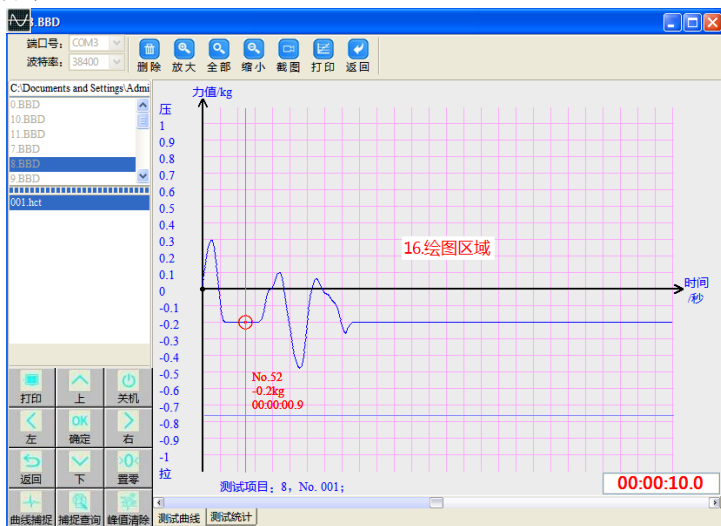 8.BBD
端口号: COM3
波特率: 38400
删除 放大 全部 缩小 截图 打印 返回
C:\Documents and Settings\Admi
0.BBD
10.BBD
11.BBD
7.BBD
8.BBD
9.BBD
001.hct
力值/kg
压
1
0.9
0.8
0.7
0.6
0.5
0.4
0.3
0.2
0.1
0
-0.1
-0.2
-0.3
-0.4
-0.5
-0.6
-0.7
-0.8
-0.9
-1
拉
16.绘图区域
时间
/秒
No.52
-0.2kg
00:00:00.9
测试项目: 8, No. 001;
00:00:10.0
打印 上 关机
OK
左 确定 右
>0<
返回 下 置零
曲线捕捉 捕捉查询 峰值清除
测试曲线 测试统计